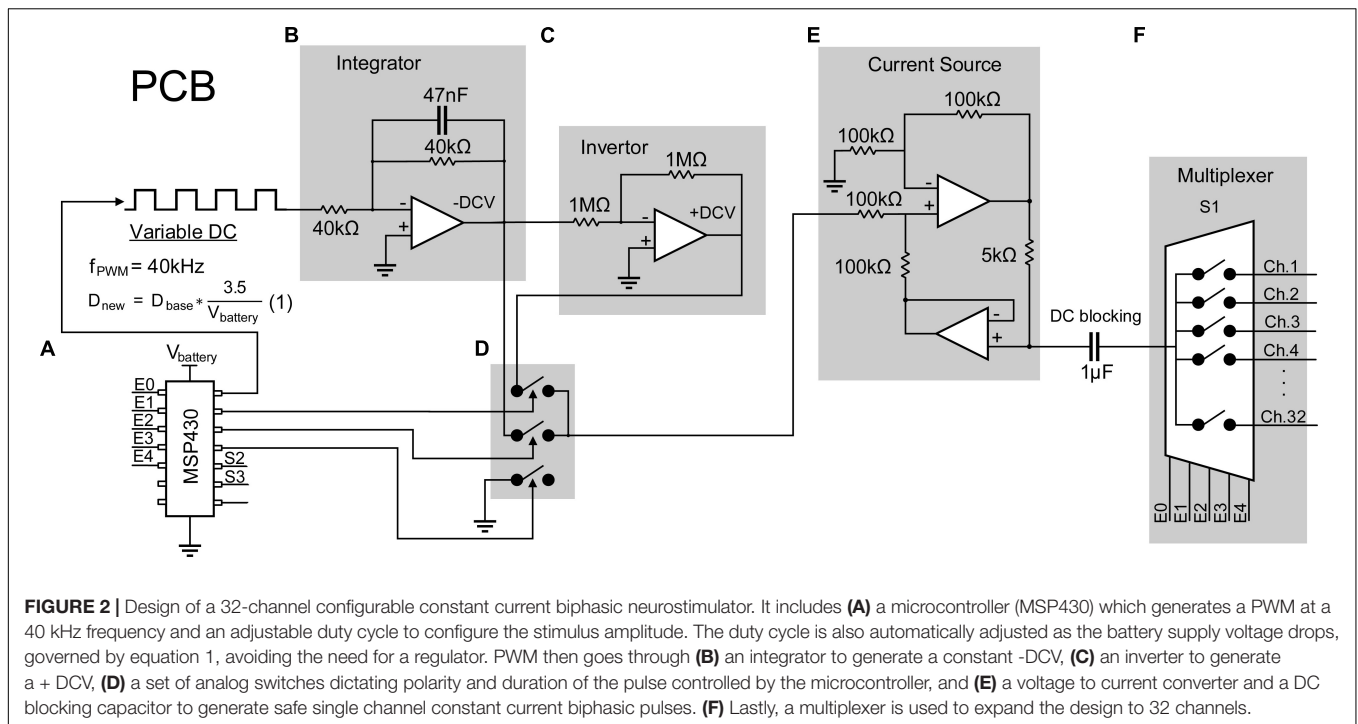 PCB
B
Integrator
47nF
40kΩ
40kΩ
-
+
-DCV
C
Invertor
1MΩ
1MΩ
-
+
+DCV
E
Current Source
100kΩ
100kΩ
100kΩ
-
+
100kΩ
5kΩ
-
+
F
Multiplexer
S1
Ch.1
Ch.2
Ch.3
Ch.4
Ch.32
E0
E1
E2
E3
E4
DC blocking
1µF
Variable DC
fPWM = 40kHz
Dnew = Dbase * 3.5 / Vbattery (1)
A
Vbattery
E0
E1
E2
E3
E4
MSP430
S2
S3
D
FIGURE 2 | Design of a 32-channel configurable constant current biphasic neurostimulator. It includes (A) a microcontroller (MSP430) which generates a PWM at a
40 kHz frequency and an adjustable duty cycle to configure the stimulus amplitude. The duty cycle is also automatically adjusted as the battery supply voltage drops,
governed by equation 1, avoiding the need for a regulator. PWM then goes through (B) an integrator to generate a constant -DCV, (C) an inverter to generate
a + DCV, (D) a set of analog switches dictating polarity and duration of the pulse controlled by the microcontroller, and (E) a voltage to current converter and a DC
blocking capacitor to generate safe single channel constant current biphasic pulses. (F) Lastly, a multiplexer is used to expand the design to 32 channels.